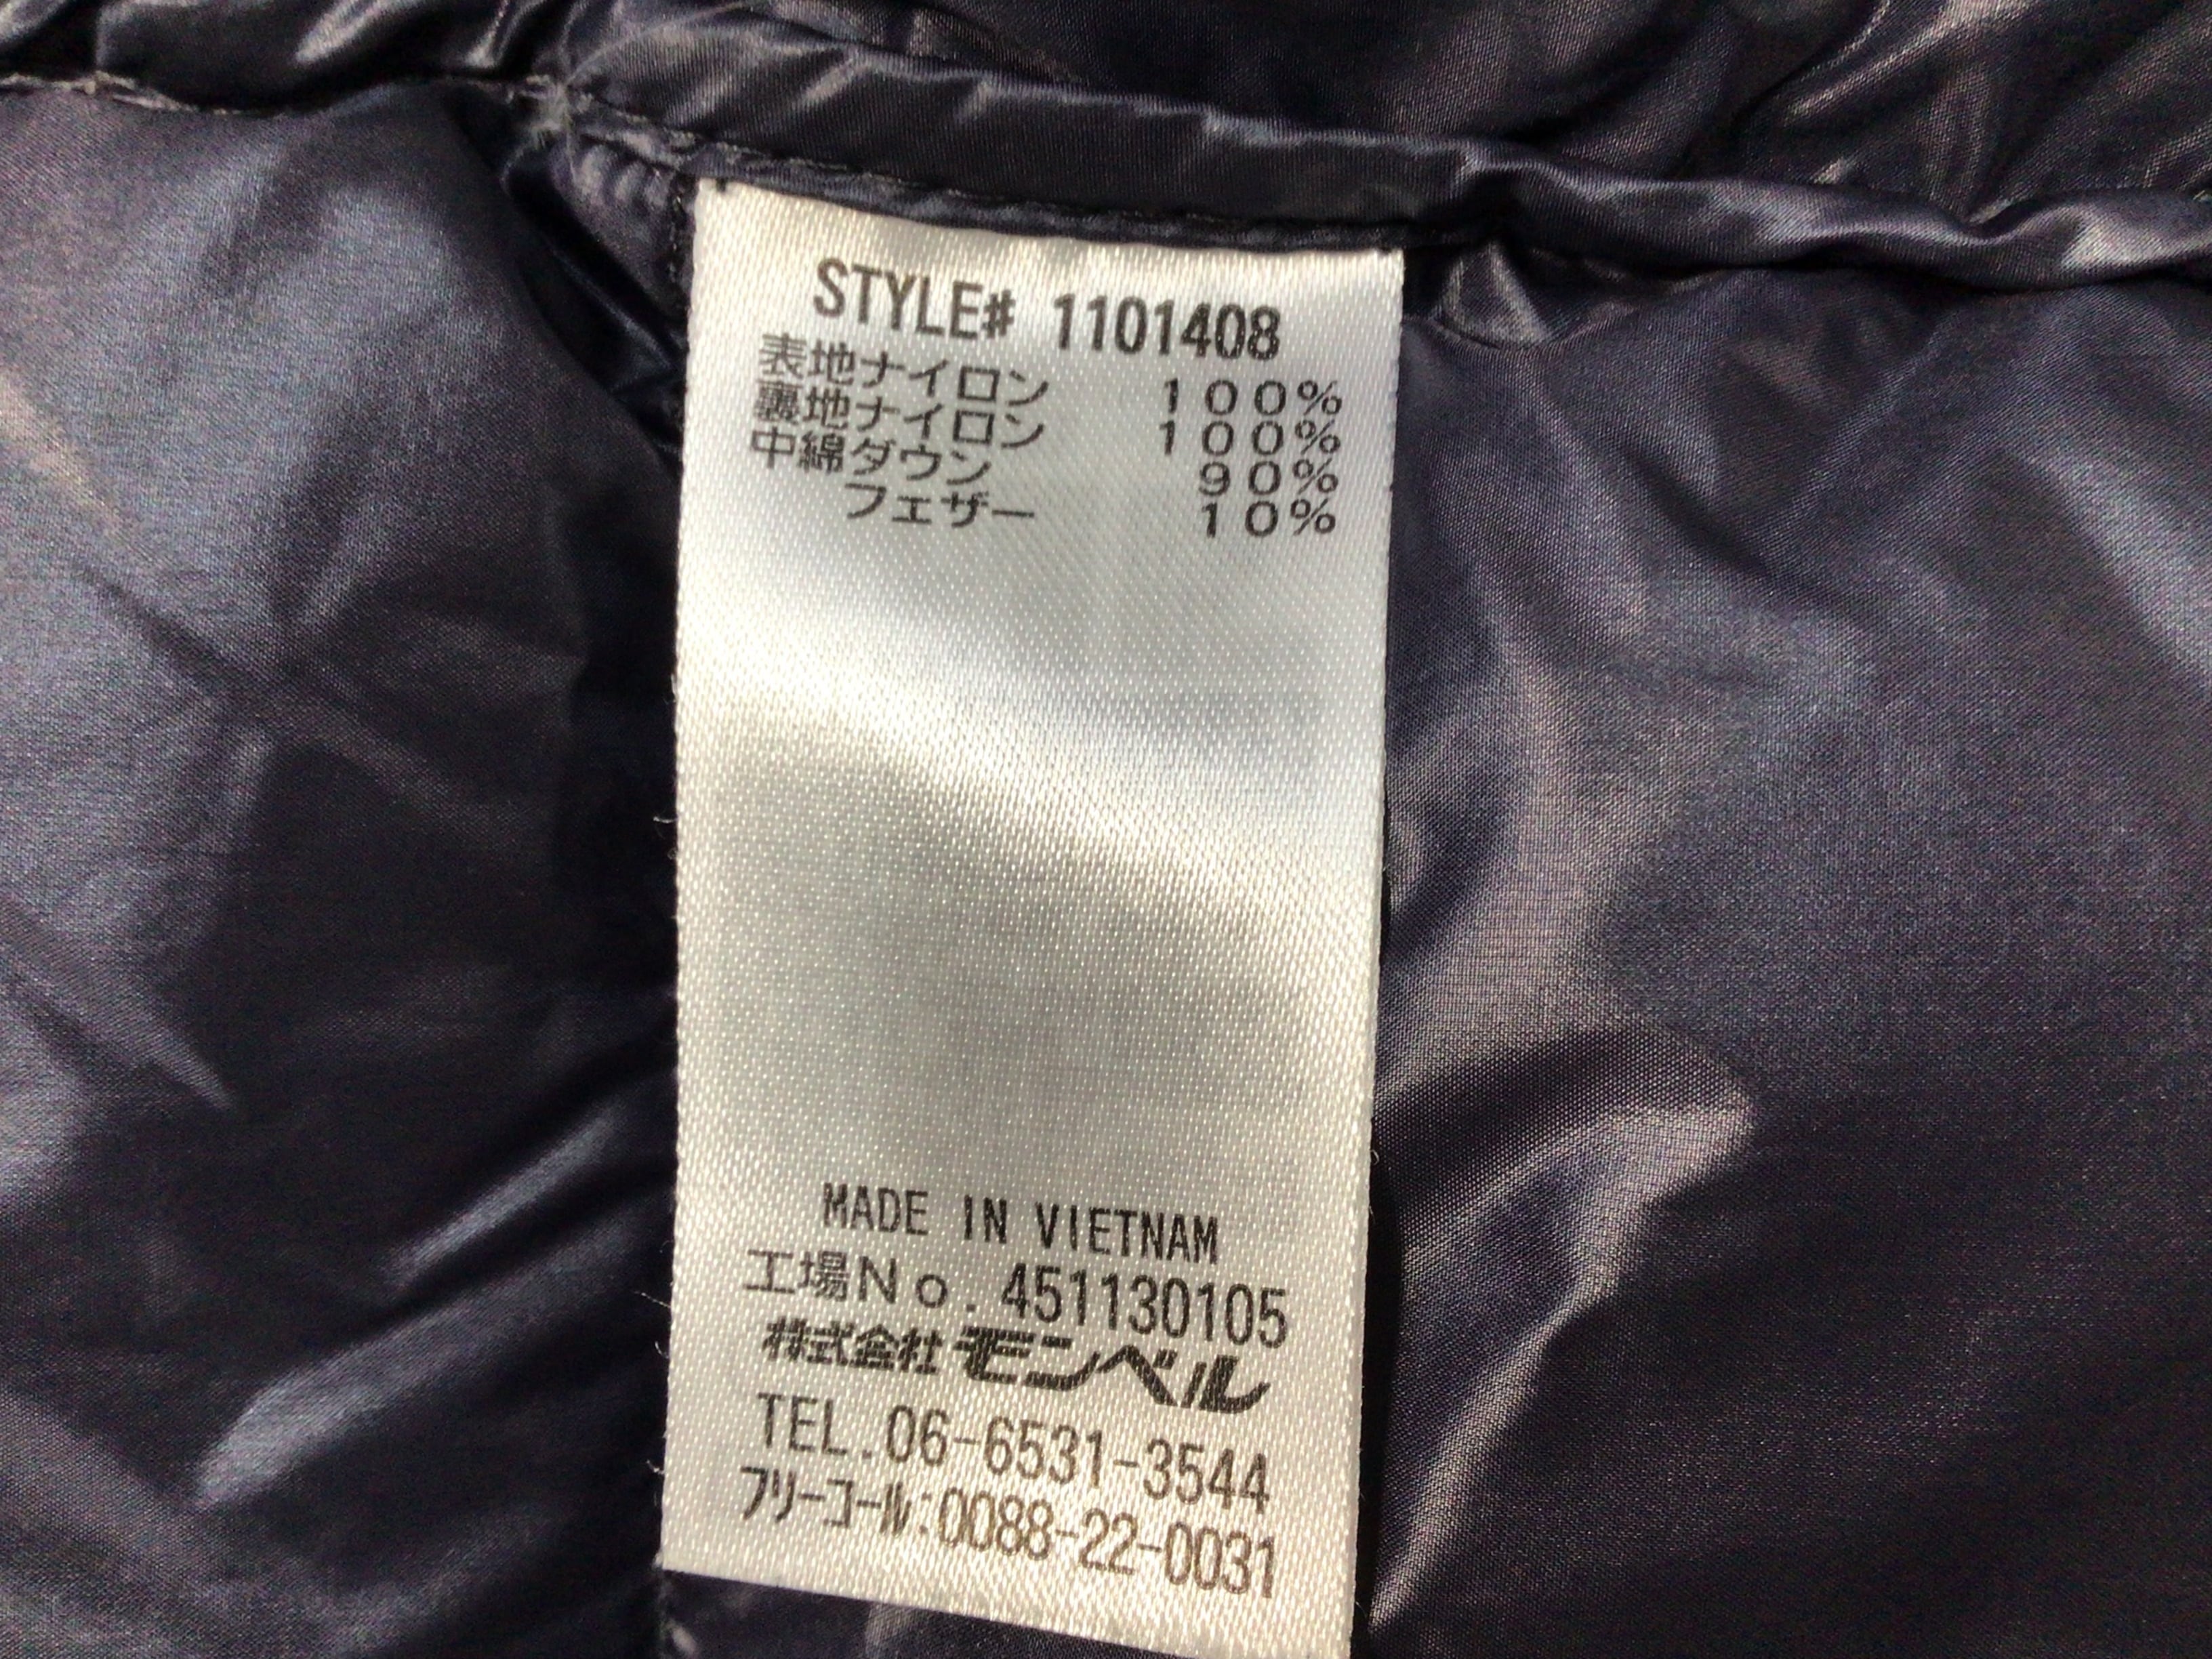 STYLE# 1101408
表地ナイロン 100%
裏地ナイロン 100%
中綿ダウン 90%
フェザー 10%
MADE IN VIETNAM
工場No. 451130105
株式会社モンベル
TEL.06-6531-3544
フリーコール:0088-22-0031